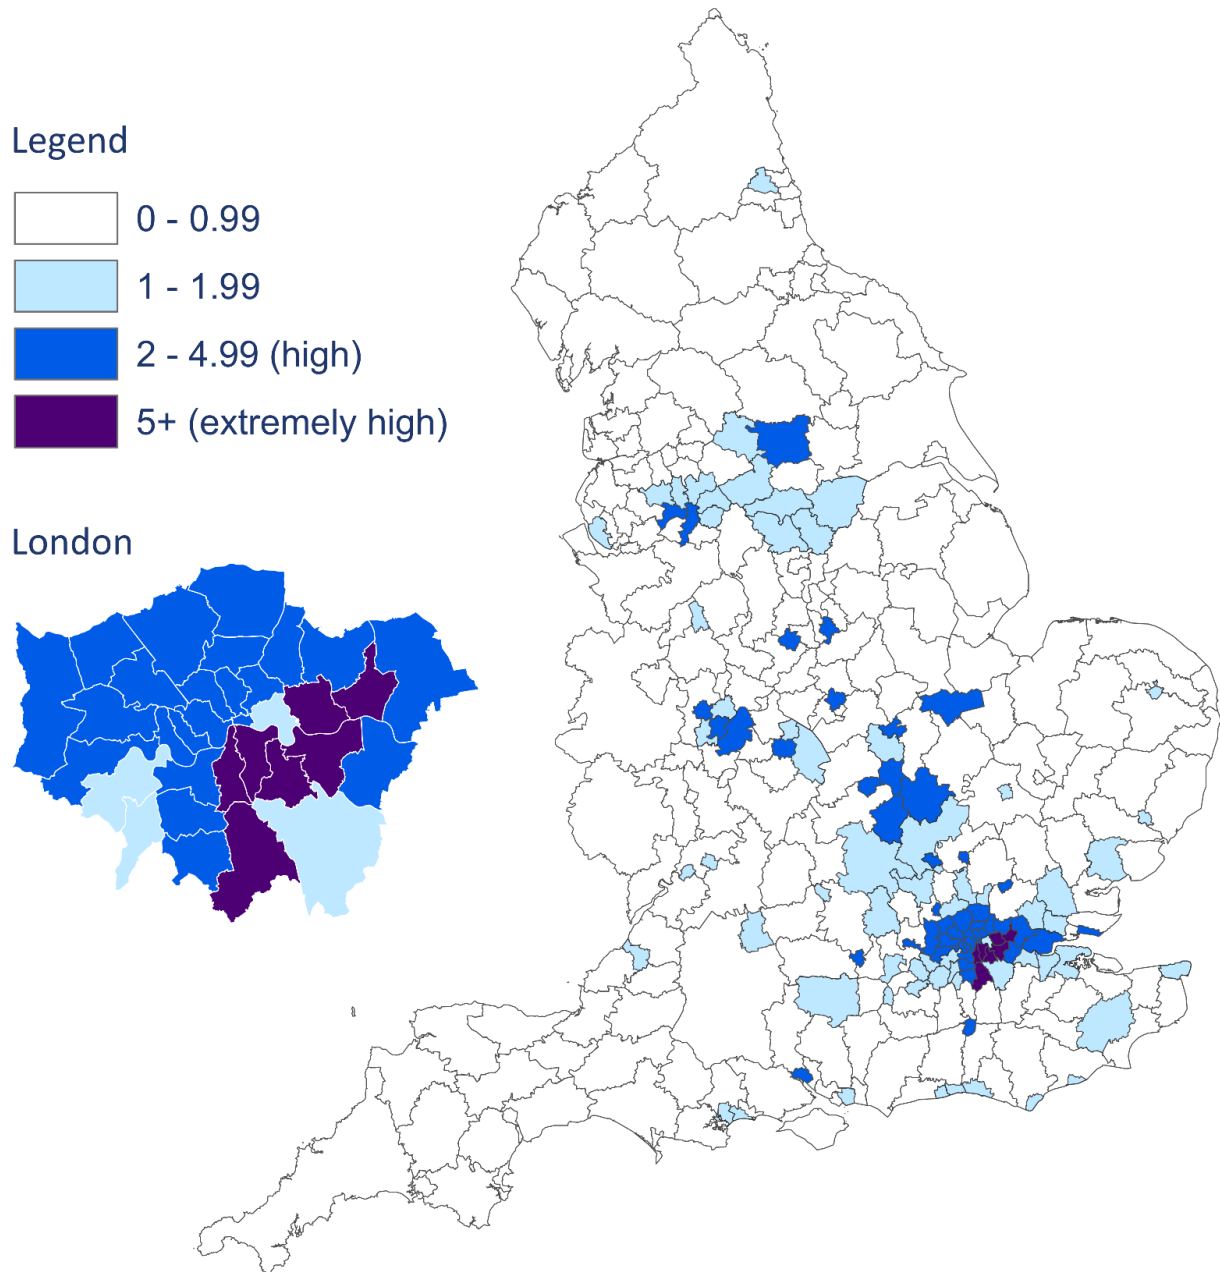 Legend
0 - 0.99
1 - 1.99
2 - 4.99 (high)
5+ (extremely high)
London